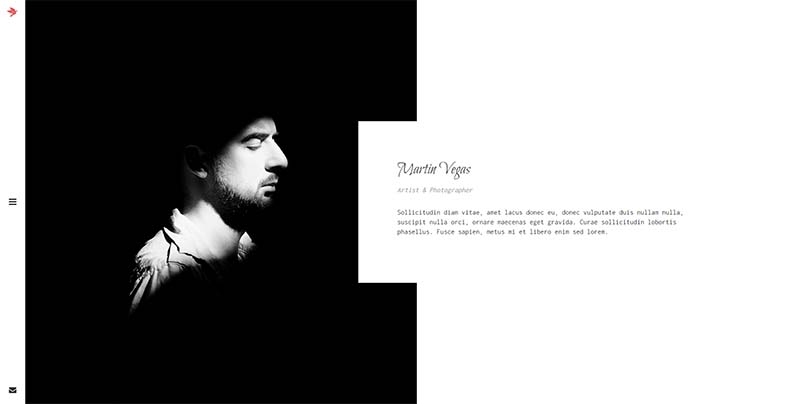 Martin Vegas
Artist & Photographer
Sollicitudin diam vitae, amet lacus donec eu, donec vulputate duis nullam nulla,
suscipit nulla orci, ornare maecenas eget gravida. Curae sollicitudin lobortis
phasellus. Fusce sapien, metus mi et libero enim sed lorem.